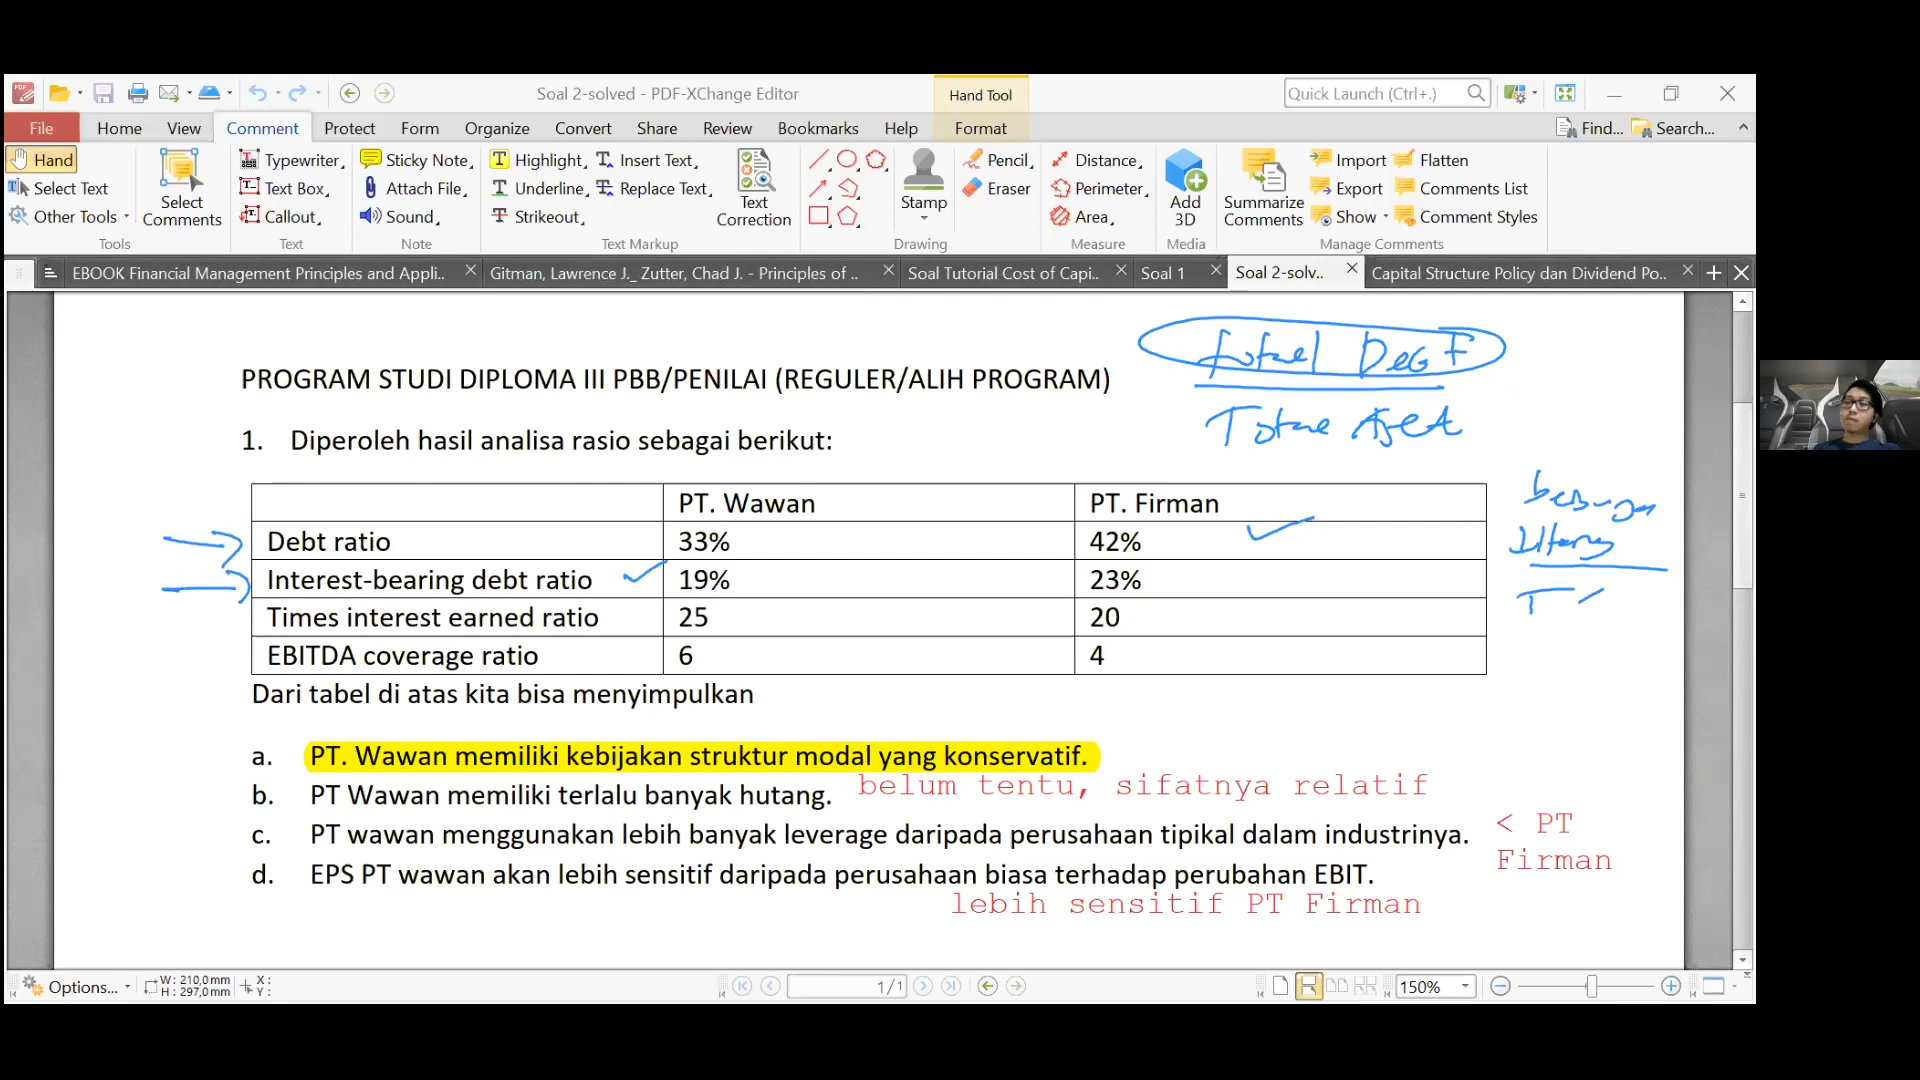 Soal 2-solved - PDF-XChange Editor
Hand Tool
Quick Launch (Ctrl+.)
File Home View Comment Protect Form Organize Convert Share Review Bookmarks Help Format Find... Search...
Hand Typewriter Sticky Note Highlight Insert Text Pencil Distance Import Flatten
Select Text Text Box Attach File Underline Replace Text Eraser Perimeter Export Comments List
Other Tools Callout Sound Strikeout Area Show Comment Styles
Select Comments Text Correction Stamp Add 3D Summarize Comments
Tools Text Note Text Markup Drawing Measure Media Manage Comments
EBOOK Financial Management Principles and Appli.. Gitman, Lawrence J._ Zutter, Chad J. - Principles of .. Soal Tutorial Cost of Capi.. Soal 1 Soal 2-solv.. Capital Structure Policy dan Dividend Po..
Total
Total Aset
PROGRAM STUDI DIPLOMA III PBB/PENILAI (REGULER/ALIH PROGRAM)
1. Diperoleh hasil analisa rasio sebagai berikut:
PT. Wawan PT. Firman
Debt ratio 33% 42%
Interest-bearing debt ratio 19% 23%
Times interest earned ratio 25 20
EBITDA coverage ratio 6 4
Dari tabel di atas kita bisa menyimpulkan
a. PT. Wawan memiliki kebijakan struktur modal yang konservatif.
belum tentu, sifatnya relatif
b. PT Wawan memiliki terlalu banyak hutang.
c. PT wawan menggunakan lebih banyak leverage daripada perusahaan tipikal dalam industrinya.
< PT
Firman
d. EPS PT wawan akan lebih sensitif daripada perusahaan biasa terhadap perubahan EBIT.
lebih sensitif PT Firman
Options... W: 210,0mm X: 1/1 150%
H: 297,0mm Y: